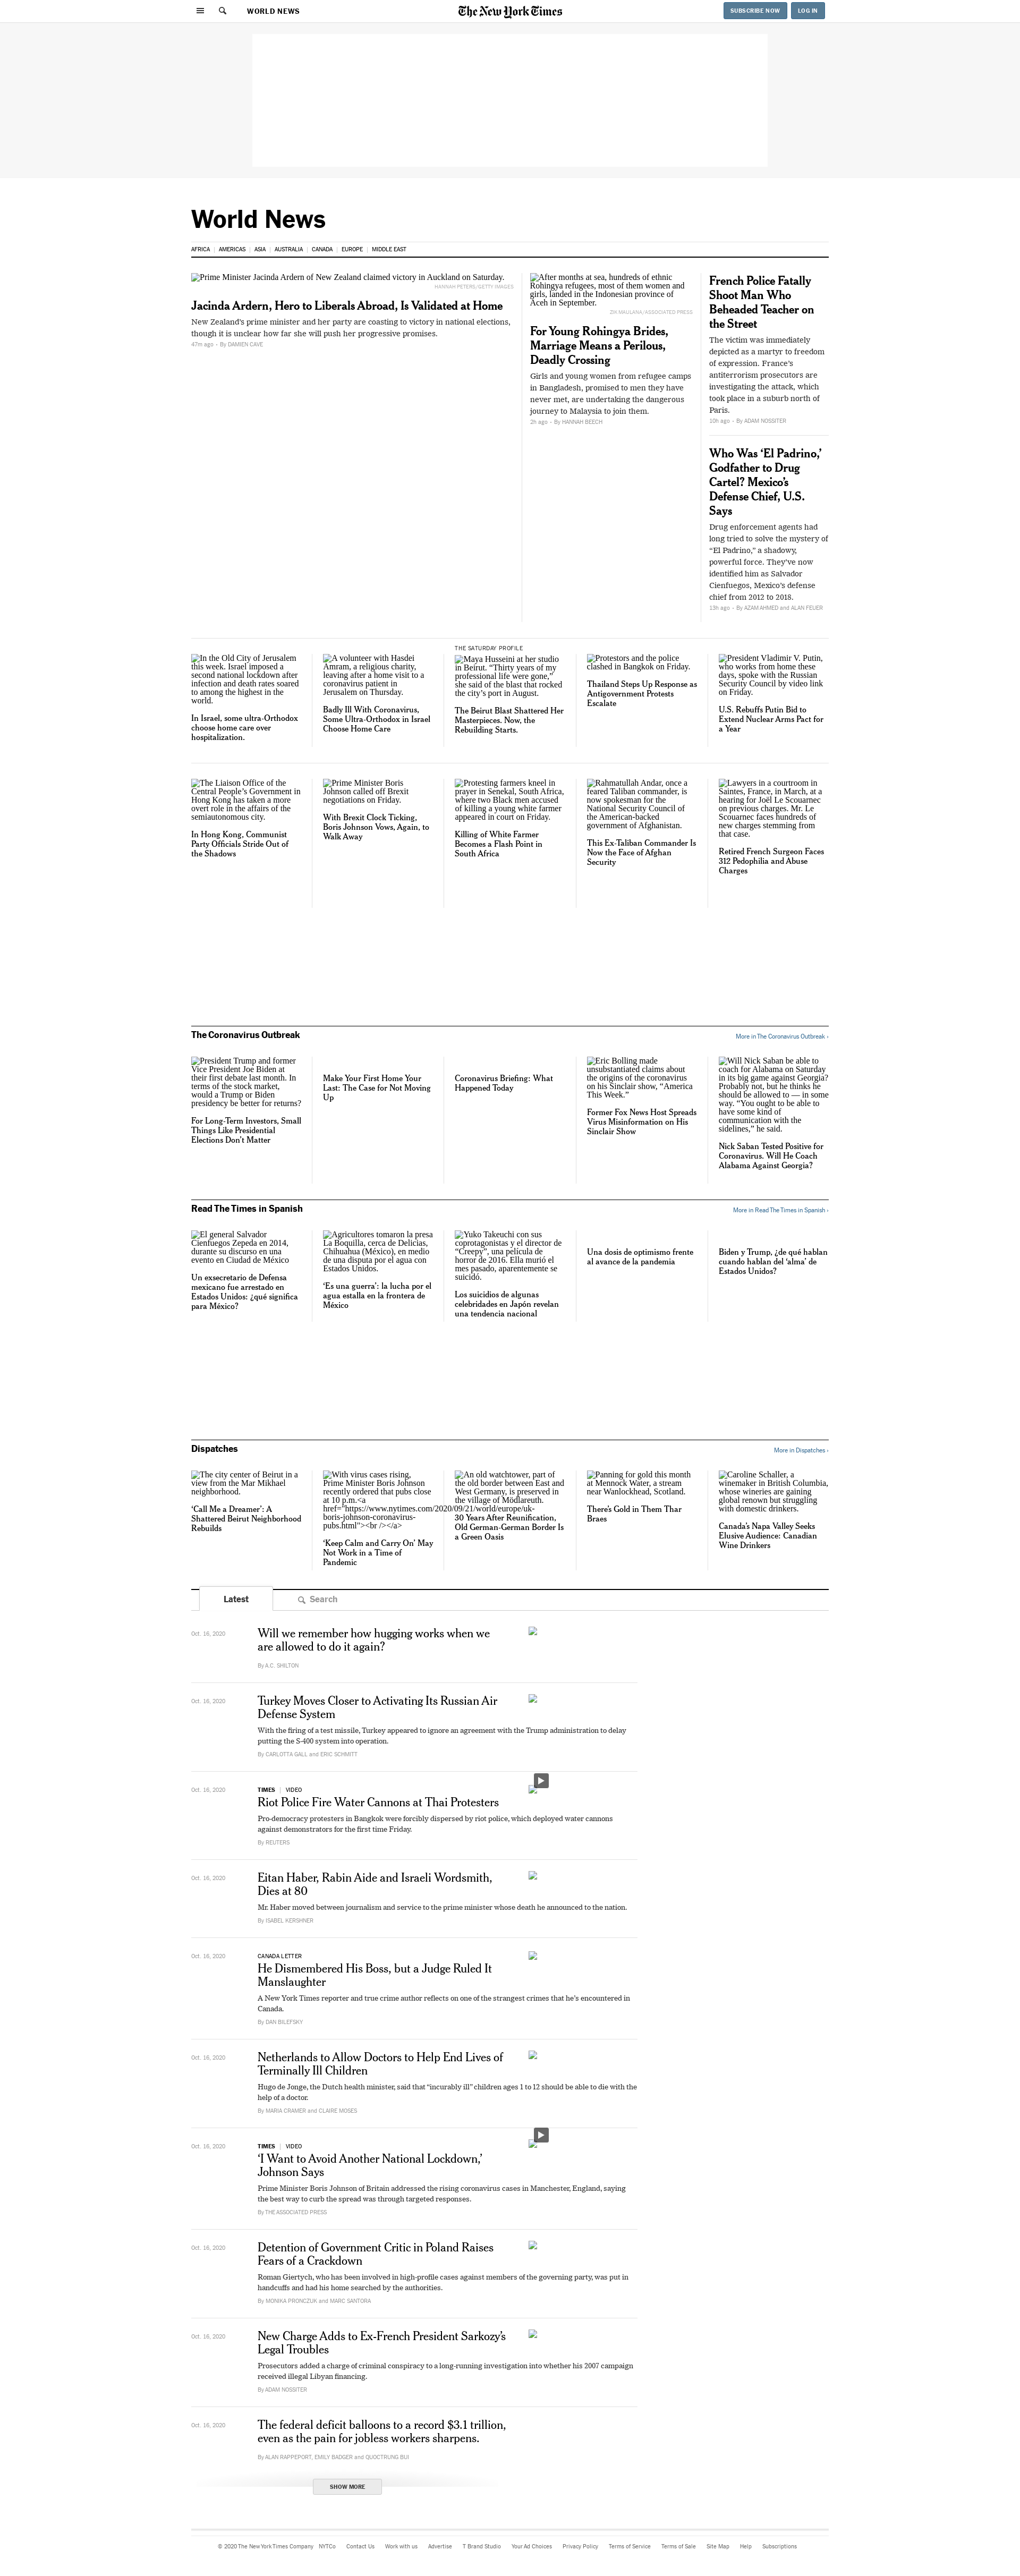 WORLD NEWS
The New York Times
SUBSCRIBE NOW
LOG IN
World News
AFRICA | AMERICAS | ASIA | AUSTRALIA | CANADA | EUROPE | MIDDLE EAST
Prime Minister Jacinda Ardern of New Zealand claimed victory in Auckland on Saturday.
HANNAH PETERS/GETTY IMAGES
Jacinda Ardern, Hero to Liberals Abroad, Is Validated at Home
New Zealand's prime minister and her party are coasting to victory in national elections,
though it is unclear how far she will push her progressive promises.
47m ago - By DAMIEN CAVE
After months at sea, hundreds of ethnic
Rohingya refugees, most of them women and
girls, landed in the Indonesian province of
Aceh in September.
ZIK MAULANA/ASSOCIATED PRESS
For Young Rohingya Brides,
Marriage Means a Perilous,
Deadly Crossing
Girls and young women from refugee camps
in Bangladesh, promised to men they have
never met, are undertaking the dangerous
journey to Malaysia to join them.
2h ago - By HANNAH BEECH
French Police Fatally
Shoot Man Who
Beheaded Teacher on
the Street
The victim was immediately
depicted as a martyr to freedom
of expression. France's
antiterrorism prosecutors are
investigating the attack, which
took place in a suburb north of
Paris.
10h ago - By ADAM NOSSITER
Who Was ‘El Padrino,’
Godfather to Drug
Cartel? Mexico’s
Defense Chief, U.S.
Says
Drug enforcement agents had
long tried to solve the mystery of
“El Padrino,” a shadowy,
powerful force. They’ve now
identified him as Salvador
Cienfuegos, Mexico’s defense
chief from 2012 to 2018.
13h ago - By AZAM AHMED and ALAN FEUER
In the Old City of Jerusalem
this week. Israel imposed a
second national lockdown after
infection and death rates soared
to among the highest in the
world.
In Israel, some ultra-Orthodox
choose home care over
hospitalization.
A volunteer with Hasdei
Amram, a religious charity,
leaving after a home visit to a
coronavirus patient in
Jerusalem on Thursday.
Badly Ill With Coronavirus,
Some Ultra-Orthodox in Israel
Choose Home Care
THE SATURDAY PROFILE
Maya Husseini at her studio
in Beirut. “Thirty years of my
professional life were gone,”
she said of the blast that rocked
the city’s port in August.
The Beirut Blast Shattered Her
Masterpieces. Now, the
Rebuilding Starts.
Protestors and the police
clashed in Bangkok on Friday.
Thailand Steps Up Response as
Antigovernment Protests
Escalate
President Vladimir V. Putin,
who works from home these
days, spoke with the Russian
Security Council by video link
on Friday.
U.S. Rebuffs Putin Bid to
Extend Nuclear Arms Pact for
a Year
The Liaison Office of the
Central People’s Government in
Hong Kong has taken a more
overt role in the affairs of the
semiautonomous city.
In Hong Kong, Communist
Party Officials Stride Out of
the Shadows
Prime Minister Boris
Johnson called off Brexit
negotiations on Friday.
With Brexit Clock Ticking,
Boris Johnson Vows, Again, to
Walk Away
Protesting farmers kneel in
prayer in Senekal, South Africa,
where two Black men accused
of killing a young white farmer
appeared in court on Friday.
Killing of White Farmer
Becomes a Flash Point in
South Africa
Rahmatullah Andar, once a
feared Taliban commander, is
now spokesman for the
National Security Council of
the American-backed
government of Afghanistan.
This Ex-Taliban Commander Is
Now the Face of Afghan
Security
Lawyers in a courtroom in
Saintes, France, in March, at a
hearing for Joël Le Scouarnec
on previous charges. Mr. Le
Scouarnec faces hundreds of
new charges stemming from
that case.
Retired French Surgeon Faces
312 Pedophilia and Abuse
Charges
The Coronavirus Outbreak
More in The Coronavirus Outbreak ›
President Trump and former
Vice President Joe Biden at
their first debate last month. In
terms of the stock market,
would a Trump or Biden
presidency be better for returns?
For Long-Term Investors, Small
Things Like Presidential
Elections Don’t Matter
Make Your First Home Your
Last: The Case for Not Moving
Up
Coronavirus Briefing: What
Happened Today
Eric Bolling made
unsubstantiated claims about
the origins of the coronavirus
on his Sinclair show, “America
This Week.”
Former Fox News Host Spreads
Virus Misinformation on His
Sinclair Show
Will Nick Saban be able to
coach for Alabama on Saturday
in its big game against Georgia?
Probably not, but he thinks he
should be allowed to — in some
way. “You ought to be able to
have some kind of
communication with the
sidelines,” he said.
Nick Saban Tested Positive for
Coronavirus. Will He Coach
Alabama Against Georgia?
Read The Times in Spanish
More in Read The Times in Spanish ›
El general Salvador
Cienfuegos Zepeda en 2014,
durante su discurso en una
evento en Ciudad de México
Un exsecretario de Defensa
mexicano fue arrestado en
Estados Unidos: ¿qué significa
para México?
Agricultores tomaron la presa
La Boquilla, cerca de Delicias,
Chihuahua (México), en medio
de una disputa por el agua con
Estados Unidos.
‘Es una guerra’: la lucha por el
agua estalla en la frontera de
México
Yuko Takeuchi con sus
coprotagonistas y el director de
“Creepy”, una película de
horror de 2016. Ella murió el
mes pasado, aparentemente se
suicidó.
Los suicidios de algunas
celebridades en Japón revelan
una tendencia nacional
Una dosis de optimismo frente
al avance de la pandemia
Biden y Trump, ¿de qué hablan
cuando hablan del ‘alma’ de
Estados Unidos?
Dispatches
More in Dispatches ›
The city center of Beirut in a
view from the Mar Mikhael
neighborhood.
‘Call Me a Dreamer’: A
Shattered Beirut Neighborhood
Rebuilds
With virus cases rising,
Prime Minister Boris Johnson
recently ordered that pubs close
at 10 p.m.<a
href="https://www.nytimes.com/2020/09/21/world/europe/uk-
boris-johnson-coronavirus-
pubs.html"><br /></a>
‘Keep Calm and Carry On’ May
Not Work in a Time of
Pandemic
An old watchtower, part of
the old border between East and
West Germany, is preserved in
the village of Mödlareuth.
30 Years After Reunification,
Old German-German Border Is
a Green Oasis
Panning for gold this month
at Mennock Water, a stream
near Wanlockhead, Scotland.
There’s Gold in Them Thar
Braes
Caroline Schaller, a
winemaker in British Columbia,
whose wineries are gaining
global renown but struggling
with domestic drinkers.
Canada’s Napa Valley Seeks
Elusive Audience: Canadian
Wine Drinkers
Latest
Search
Oct. 16, 2020
Will we remember how hugging works when we
are allowed to do it again?
By A.C. SHILTON
Oct. 16, 2020
Turkey Moves Closer to Activating Its Russian Air
Defense System
With the firing of a test missile, Turkey appeared to ignore an agreement with the Trump administration to delay
putting the S-400 system into operation.
By CARLOTTA GALL and ERIC SCHMITT
Oct. 16, 2020
TIMES | VIDEO
Riot Police Fire Water Cannons at Thai Protesters
Pro-democracy protesters in Bangkok were forcibly dispersed by riot police, which deployed water cannons
against demonstrators for the first time Friday.
By REUTERS
Oct. 16, 2020
Eitan Haber, Rabin Aide and Israeli Wordsmith,
Dies at 80
Mr. Haber moved between journalism and service to the prime minister whose death he announced to the nation.
By ISABEL KERSHNER
Oct. 16, 2020
CANADA LETTER
He Dismembered His Boss, but a Judge Ruled It
Manslaughter
A New York Times reporter and true crime author reflects on one of the strangest crimes that he’s encountered in
Canada.
By DAN BILEFSKY
Oct. 16, 2020
Netherlands to Allow Doctors to Help End Lives of
Terminally Ill Children
Hugo de Jonge, the Dutch health minister, said that “incurably ill” children ages 1 to 12 should be able to die with the
help of a doctor.
By MARIA CRAMER and CLAIRE MOSES
Oct. 16, 2020
TIMES | VIDEO
‘I Want to Avoid Another National Lockdown,’
Johnson Says
Prime Minister Boris Johnson of Britain addressed the rising coronavirus cases in Manchester, England, saying
the best way to curb the spread was through targeted responses.
By THE ASSOCIATED PRESS
Oct. 16, 2020
Detention of Government Critic in Poland Raises
Fears of a Crackdown
Roman Giertych, who has been involved in high-profile cases against members of the governing party, was put in
handcuffs and had his home searched by the authorities.
By MONIKA PRONCZUK and MARC SANTORA
Oct. 16, 2020
New Charge Adds to Ex-French President Sarkozy’s
Legal Troubles
Prosecutors added a charge of criminal conspiracy to a long-running investigation into whether his 2007 campaign
received illegal Libyan financing.
By ADAM NOSSITER
Oct. 16, 2020
The federal deficit balloons to a record $3.1 trillion,
even as the pain for jobless workers sharpens.
By ALAN RAPPEPORT, EMILY BADGER and QUOCTRUNG BUI
SHOW MORE
© 2020 The New York Times Company NYTCo Contact Us Work with us Advertise T Brand Studio Your Ad Choices Privacy Policy Terms of Service Terms of Sale Site Map Help Subscriptions